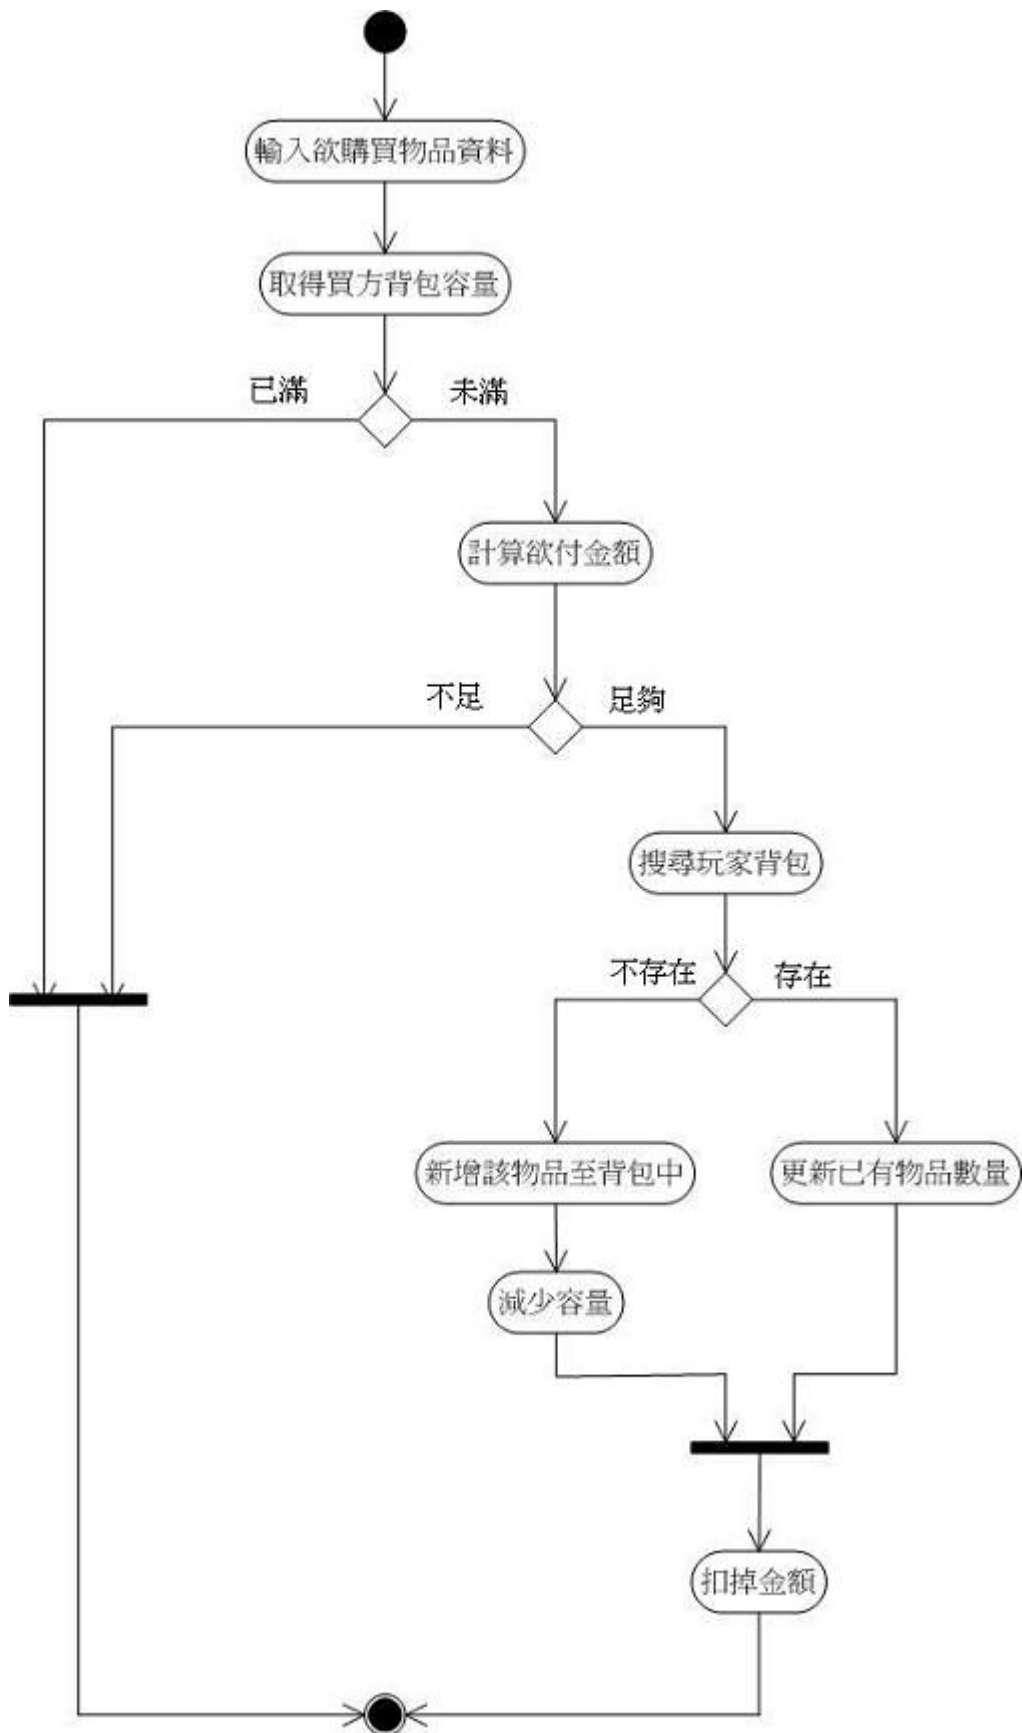 輸入欲購買物品資料
取得買方背包容量
已滿
未滿
計算欲付金額
不足
足夠
搜尋玩家背包
不存在
存在
新增該物品至背包中
更新已有物品數量
減少容量
扣掉金額